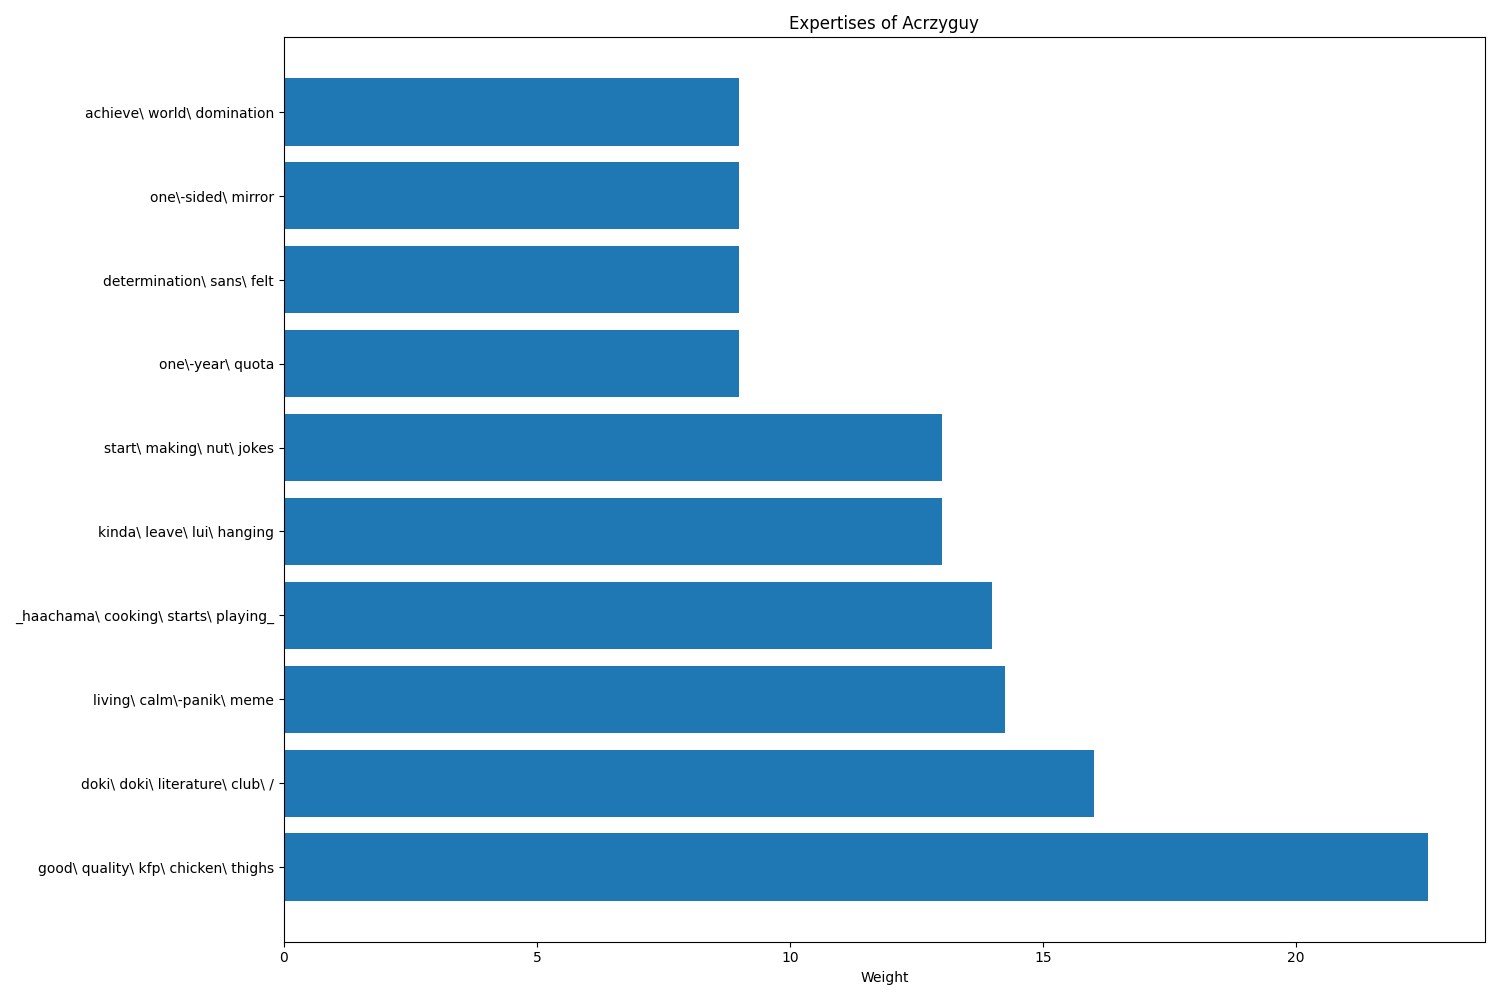 Expertises of Acrzyguy
achieve\ world\ domination
one\-sided\ mirror
determination\ sans\ felt
one\-year\ quota
start\ making\ nut\ jokes
kinda\ leave\ lui\ hanging
_haachama\ cooking\ starts\ playing_
living\ calm\-panik\ meme
doki\ doki\ literature\ club\ /
good\ quality\ kfp\ chicken\ thighs
0 5 10 15 20
Weight